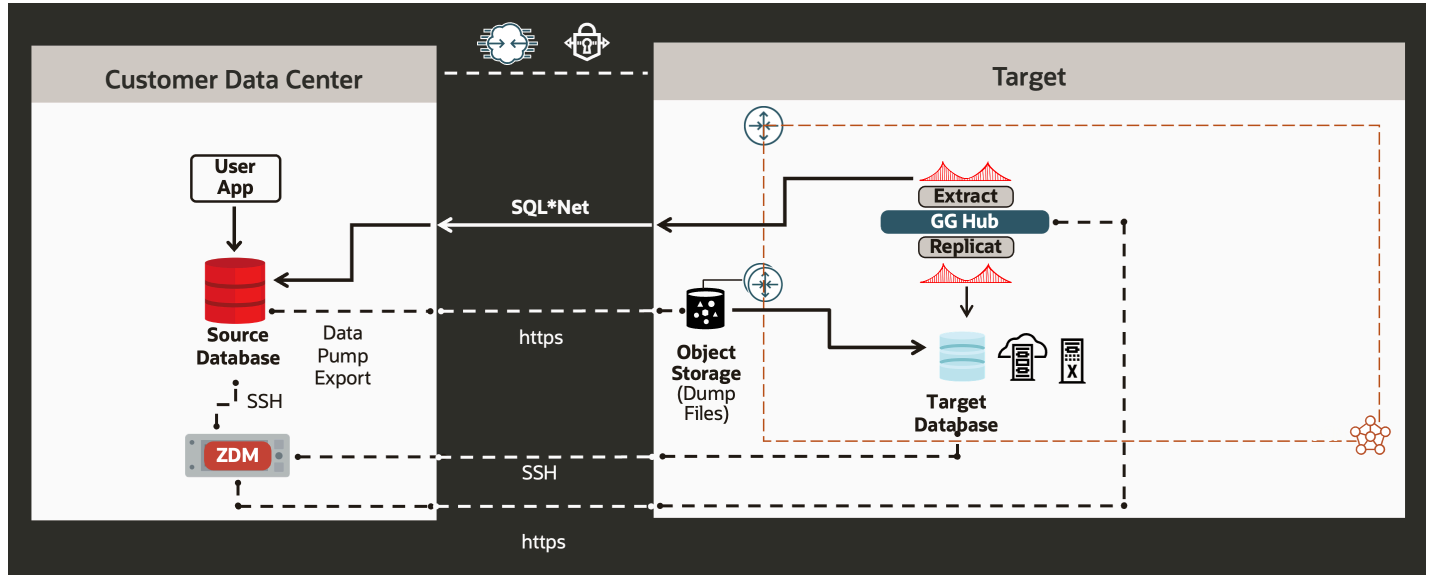 Customer Data Center
Target
User
App
Extract
SQL*Net
GG Hub
Replicat
Source
Database
Data
Pump
Export
https
Object
Storage
(Dump
Files)
Target
Database
SSH
ZDM
SSH
https
X